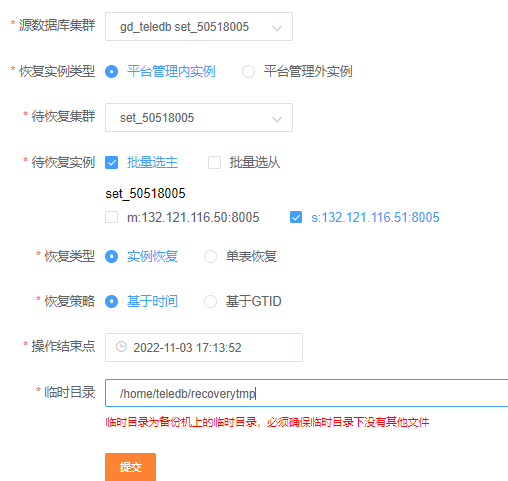 * 源数据库集群 gd_teledb set_50518005
* 恢复实例类型 平台管理内实例 平台管理外实例
* 待恢复集群 set_50518005
* 待恢复实例 批量选主 批量选从
set_50518005
m:132.121.116.50:8005 s:132.121.116.51:8005
* 恢复类型 实例恢复 单表恢复
* 恢复策略 基于时间 基于GTID
* 操作结束点 2022-11-03 17:13:52
* 临时目录 /home/teledb/recoverytmp
临时目录为备份机上的临时目录，必须确保临时目录下没有其他文件
提交